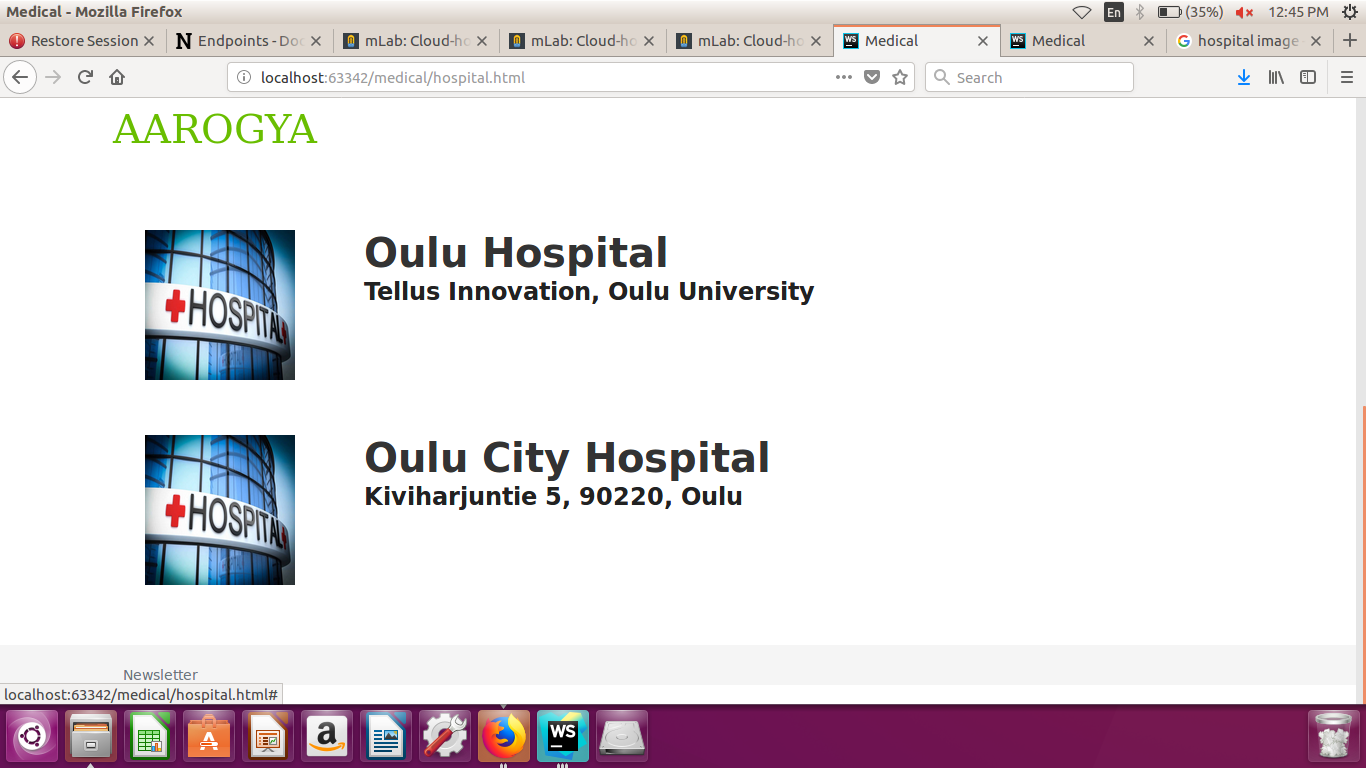 Medical - Mozilla Firefox
En
(35%)
12:45 PM
Restore Session
Endpoints - Doc
mLab: Cloud-ho
mLab: Cloud-ho
mLab: Cloud-ho
WS Medical
WS Medical
hospital image
localhost:63342/medical/hospital.html
Search
AAROGYA
HOSPITAL
Oulu Hospital
Tellus Innovation, Oulu University
HOSPITAL
Oulu City Hospital
Kiviharjuntie 5, 90220, Oulu
Newsletter
localhost:63342/medical/hospital.html#
WS